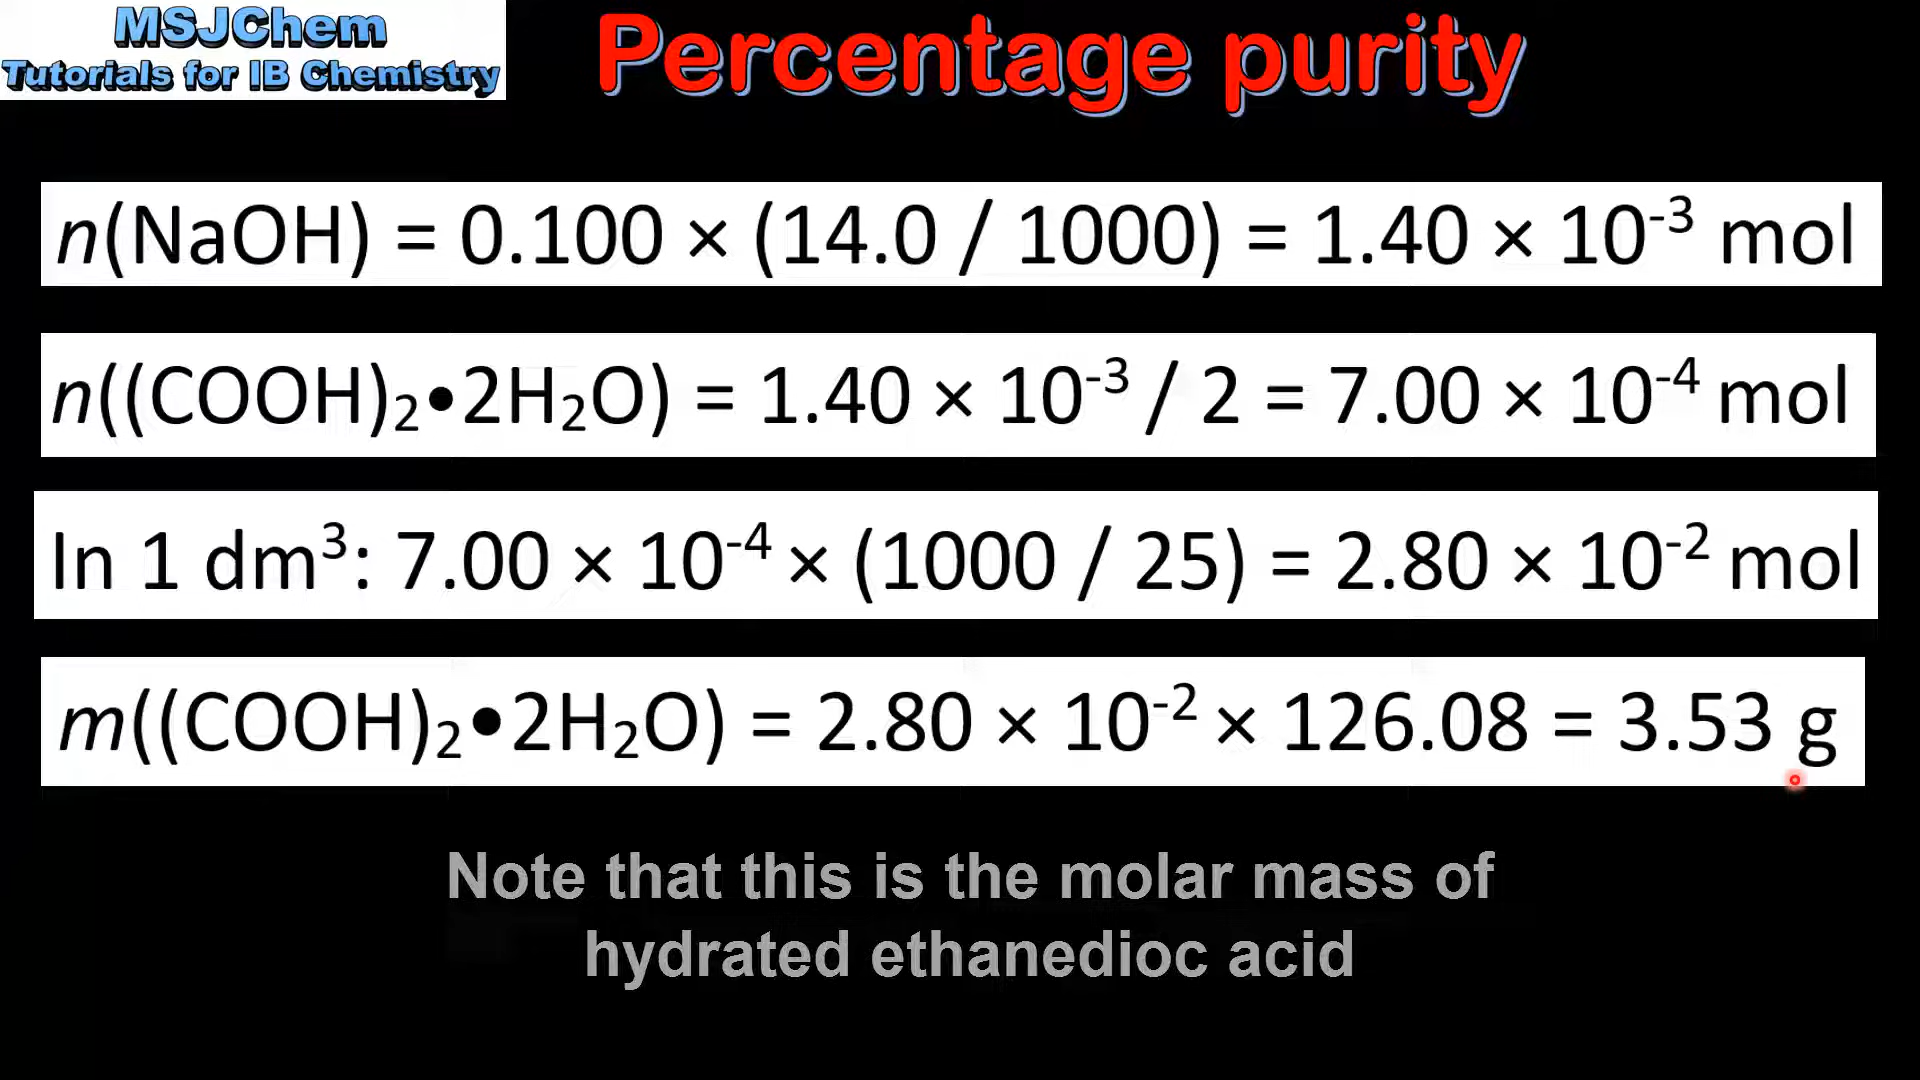 MSJChem
Tutorials for IB Chemistry
Percentage purity
n(NaOH) = 0.100 × (14.0 / 1000) = 1.40 × 10⁻³ mol
n((COOH)₂•2H₂O) = 1.40 × 10⁻³ / 2 = 7.00 × 10⁻⁴ mol
In 1 dm³: 7.00 × 10⁻⁴ × (1000 / 25) = 2.80 × 10⁻² mol
m((COOH)₂•2H₂O) = 2.80 × 10⁻² × 126.08 = 3.53 g
Note that this is the molar mass of
hydrated ethanedioc acid